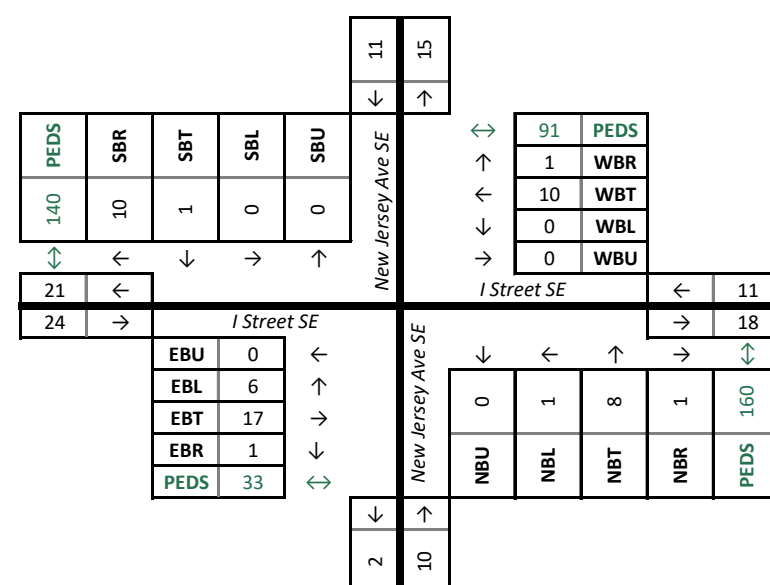 11 15
↓ ↑
PEDS SBR SBT SBL SBU
140 10 1 0 0
↕ ← ↓ → ↑
New Jersey Ave SE
↔ 91 PEDS
↑ 1 WBR
← 10 WBT
↓ 0 WBL
→ 0 WBU
21 ←
I Street SE
← 11
24 →
I Street SE
→ 18
EBU 0 ←
EBL 6 ↑
EBT 17 →
EBR 1 ↓
PEDS 33 ↔
New Jersey Ave SE
↓ ← ↑ → ↕
0 1 8 1 160
NBU NBL NBT NBR PEDS
↓ ↑
2 10